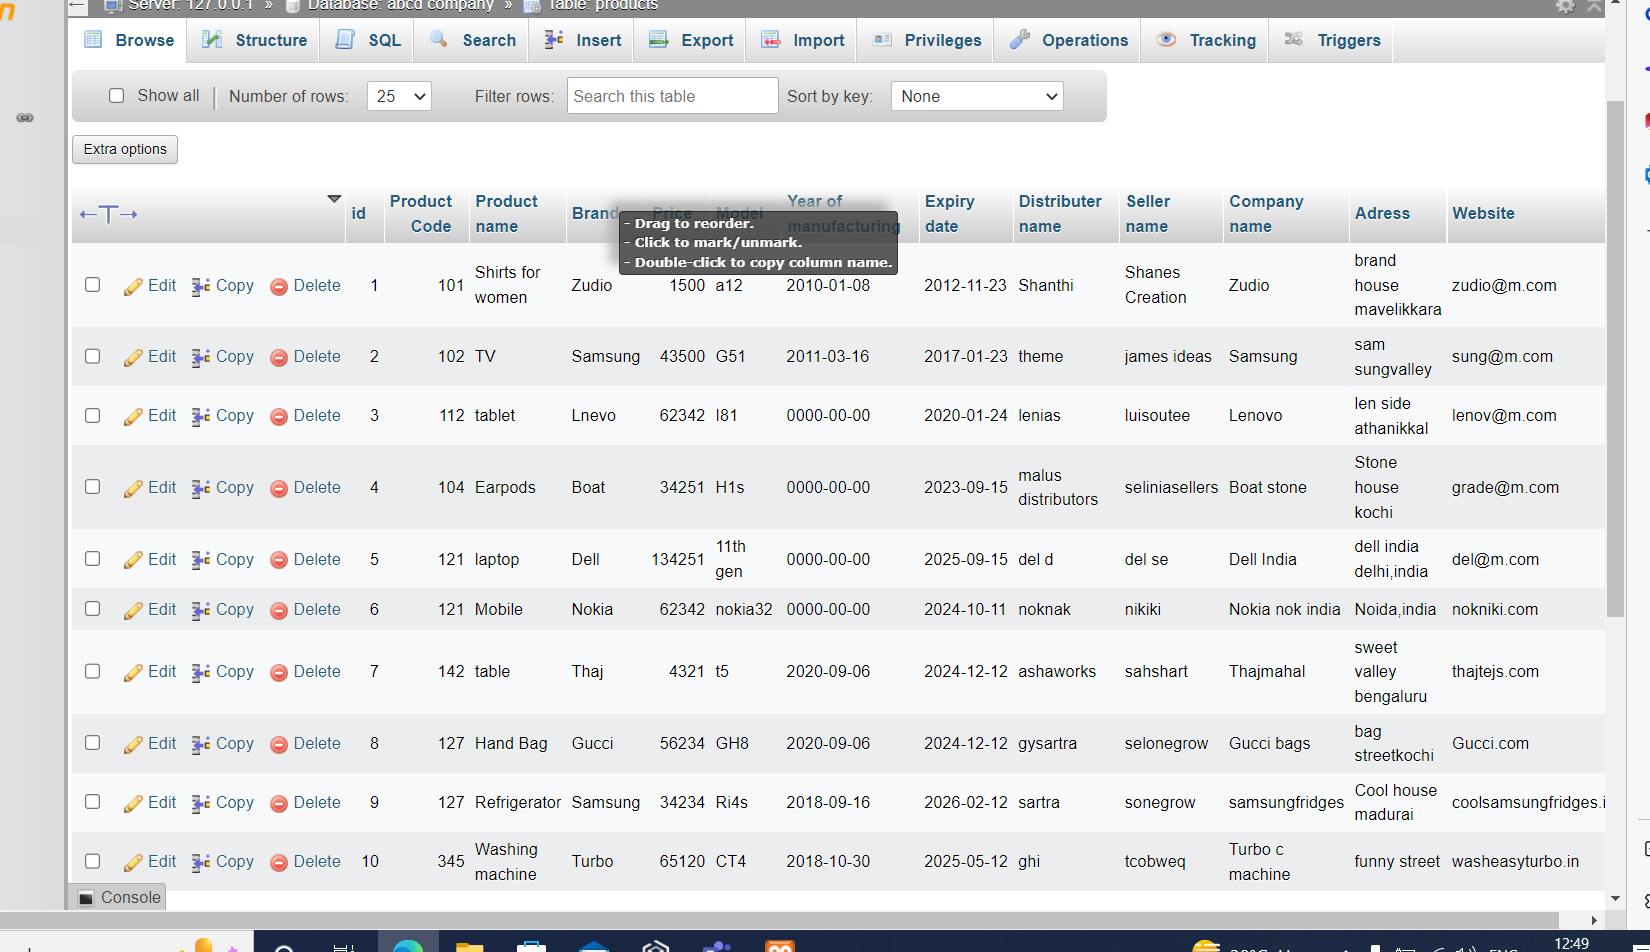 Server: 127.0.0.1 » Database: abcd company » Table: products
Browse Structure SQL Search Insert Export Import Privileges Operations Tracking Triggers
Show all Number of rows: 25 Filter rows: Search this table Sort by key: None
Extra options
←T→ id Product Code Product name Brand Price Model Year of manufacturing Expiry date Distributer name Seller name Company name Adress Website
- Drag to reorder.
- Click to mark/unmark.
- Double-click to copy column name.
Edit Copy Delete 1 101 Shirts for women Zudio 1500 a12 2010-01-08 2012-11-23 Shanthi Shanes Creation Zudio brand house mavelikkara zudio@m.com
Edit Copy Delete 2 102 TV Samsung 43500 G51 2011-03-16 2017-01-23 theme james ideas Samsung sam sungvalley sung@m.com
Edit Copy Delete 3 112 tablet Lnevo 62342 I81 0000-00-00 2020-01-24 lenias luisoutee Lenovo len side athanikkal lenov@m.com
Edit Copy Delete 4 104 Earpods Boat 34251 H1s 0000-00-00 2023-09-15 malus distributors seliniasellers Boat stone Stone house kochi grade@m.com
Edit Copy Delete 5 121 laptop Dell 134251 11th gen 0000-00-00 2025-09-15 del d del se Dell India dell india delhi,india del@m.com
Edit Copy Delete 6 121 Mobile Nokia 62342 nokia32 0000-00-00 2024-10-11 noknak nikiki Nokia nok india Noida,india nokniki.com
Edit Copy Delete 7 142 table Thaj 4321 t5 2020-09-06 2024-12-12 ashaworks sahshart Thajmahal sweet valley bengaluru thajtejs.com
Edit Copy Delete 8 127 Hand Bag Gucci 56234 GH8 2020-09-06 2024-12-12 gysartra selonegrow Gucci bags bag streetkochi Gucci.com
Edit Copy Delete 9 127 Refrigerator Samsung 34234 Ri4s 2018-09-16 2026-02-12 sartra sonegrow samsungfridges Cool house madurai coolsamsungfridges.i
Edit Copy Delete 10 345 Washing machine Turbo 65120 CT4 2018-10-30 2025-05-12 ghi tcobweq Turbo c machine funny street washeasyturbo.in
Console
12:49